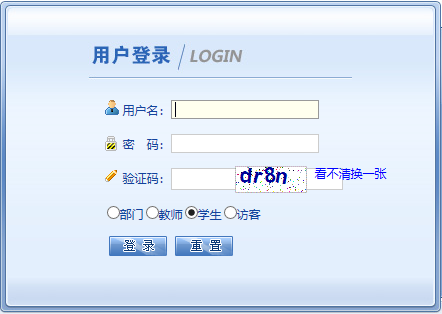 用户登录 / LOGIN
用户名:
密 码:
验证码: dr8n 看不清换一张
部门 教师 学生 访客
登 录 重 置